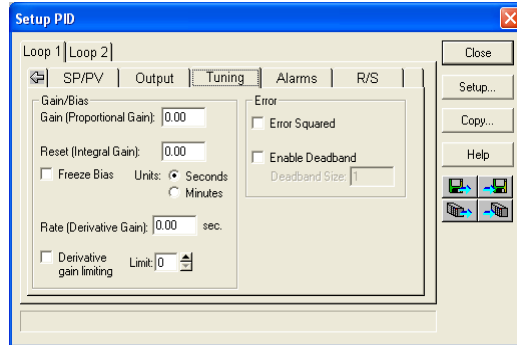 Setup PID
Loop 1 Loop 2
Close
SP/PV Output Tuning Alarms R/S
Setup...
Gain/Bias
Gain (Proportional Gain): 0.00
Error
Error Squared
Copy...
Reset (Integral Gain): 0.00
Enable Deadband
Help
Freeze Bias Units: Seconds
Deadband Size: 1
Minutes
Rate (Derivative Gain): 0.00 sec.
Derivative
gain limiting Limit: 0